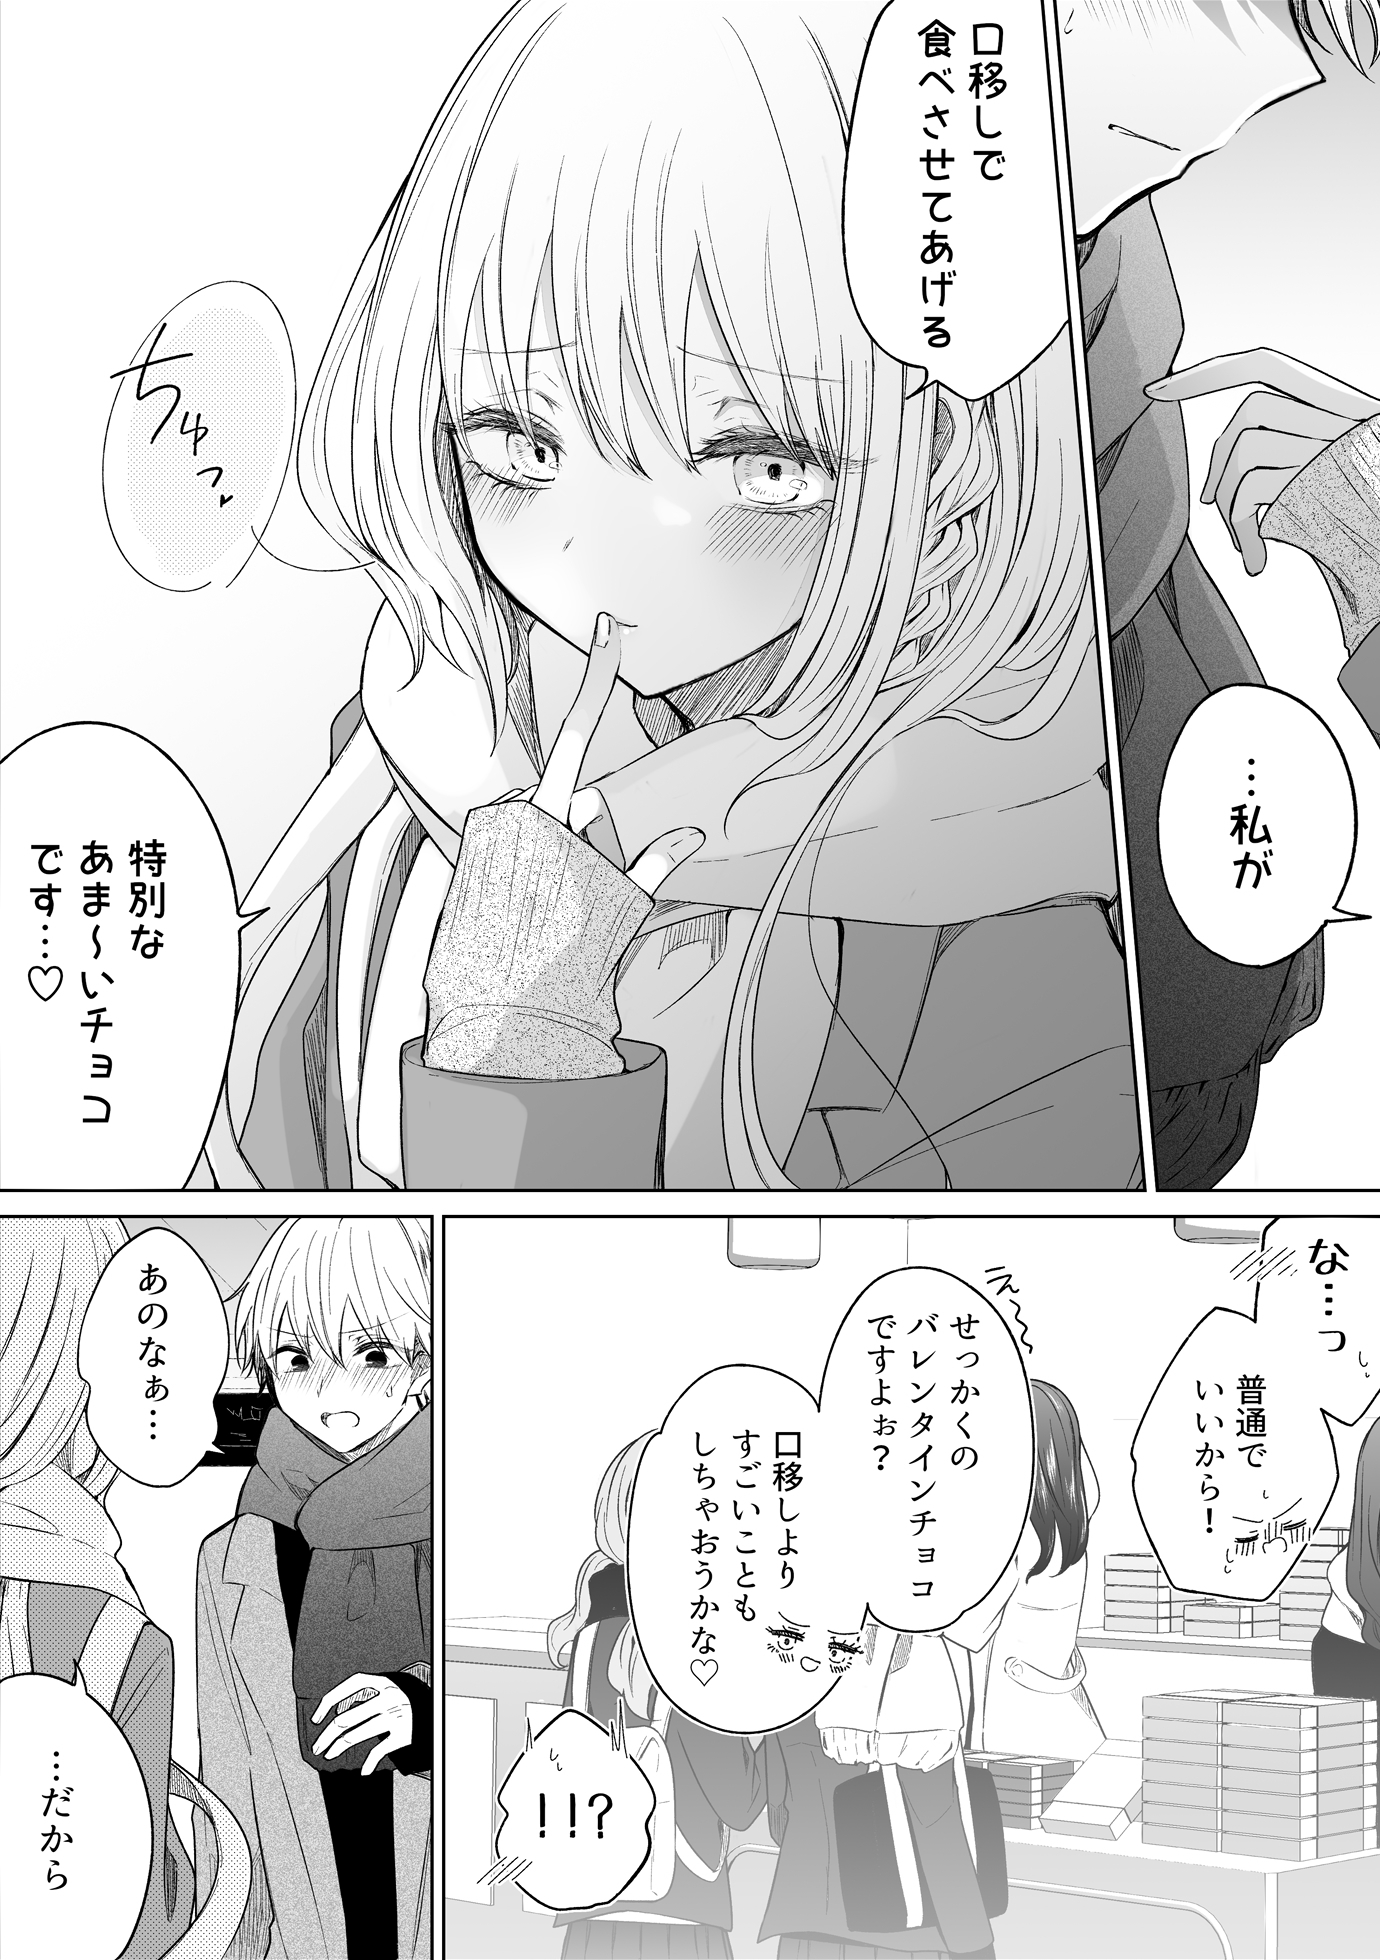 …私が
口移しで
食べさせてあげる
ちゅっ
特別な
あま〜いチョコ
です…♡
な…っ
普通で
いいから！
え〜
せっかくの
バレンタインチョコ
ですよぉ？
口移しより
すごいことも
しちゃおうかな♡
!!?
あのなぁ…
…だから